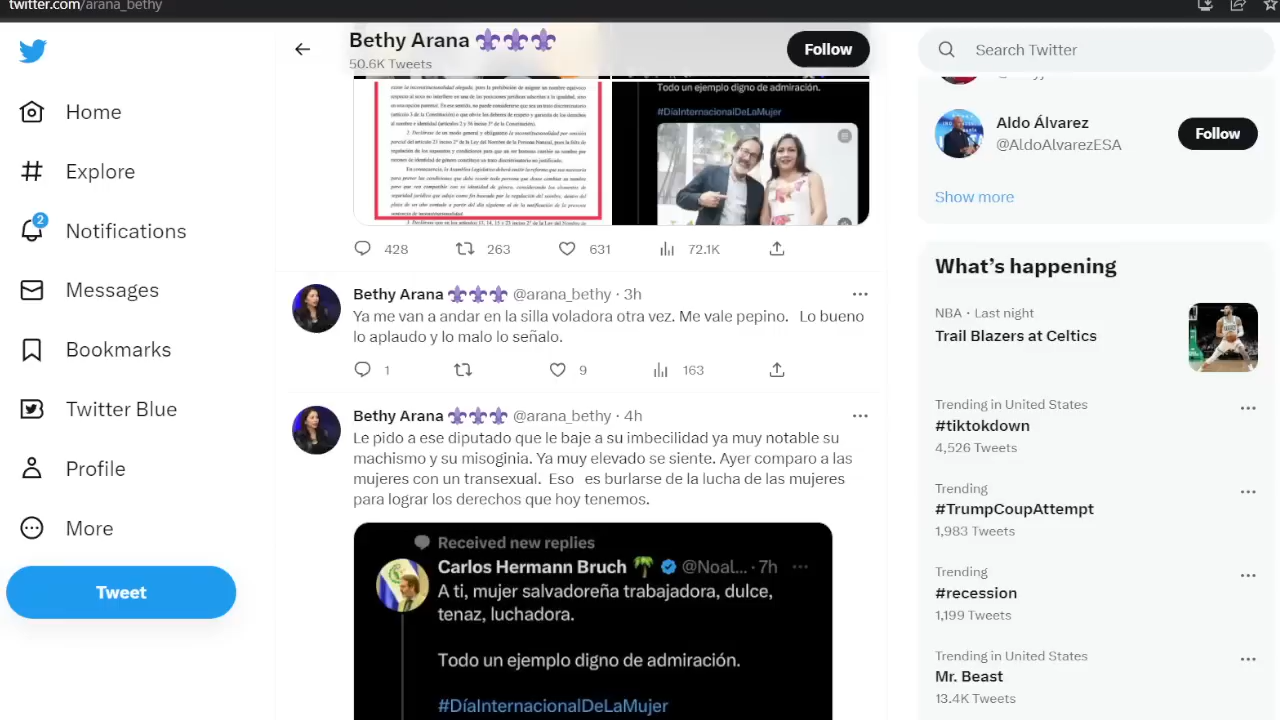 twitter.com/arana_bethy
Home
Explore
2
Notifications
Messages
Bookmarks
Twitter Blue
Profile
More
Tweet
Bethy Arana
50.6K Tweets
Follow
Todo un ejemplo digno de admiración.
#DíaInternacionalDeLaMujer
428 263 631 72.1K
Bethy Arana @arana_bethy · 3h
Ya me van a andar en la silla voladora otra vez. Me vale pepino. Lo bueno
lo aplaudo y lo malo lo señalo.
1 9 163
Bethy Arana @arana_bethy · 4h
Le pido a ese diputado que le baje a su imbecilidad ya muy notable su
machismo y su misoginia. Ya muy elevado se siente. Ayer comparo a las
mujeres con un transexual. Eso es burlarse de la lucha de las mujeres
para lograr los derechos que hoy tenemos.
Received new replies
Carlos Hermann Bruch @Noal... · 7h
A ti, mujer salvadoreña trabajadora, dulce,
tenaz, luchadora.
Todo un ejemplo digno de admiración.
#DíaInternacionalDeLaMujer
Search Twitter
Aldo Álvarez
@AldoAlvarezESA
Follow
Show more
What's happening
NBA · Last night
Trail Blazers at Celtics
Trending in United States
#tiktokdown
4,526 Tweets
Trending
#TrumpCoupAttempt
1,983 Tweets
Trending
#recession
1,199 Tweets
Trending in United States
Mr. Beast
13.4K Tweets